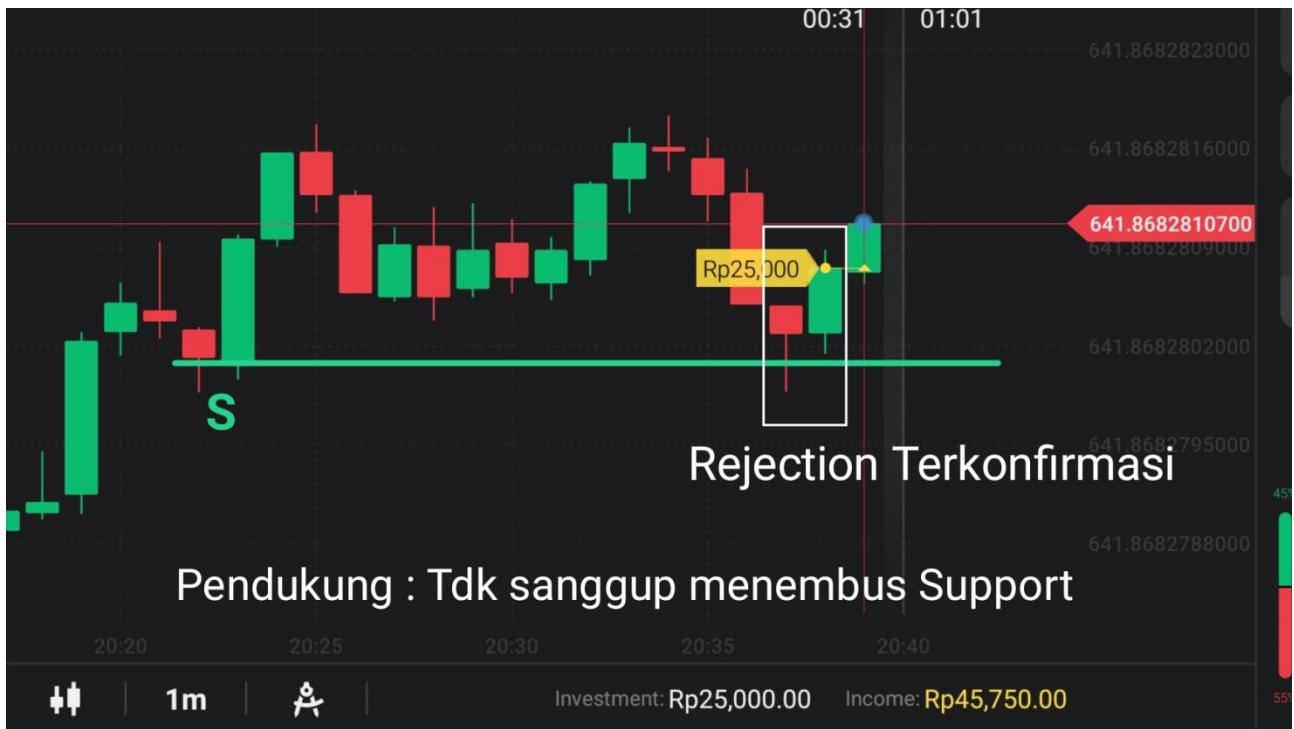 00:31 01:01
641.8682823000
641.8682816000
641.8682810700
641.8682809000
Rp25,000
641.8682802000
S
Rejection Terkonfirmasi
641.8682795000
45%
641.8682788000
Pendukung : Tdk sanggup menembus Support
20:20 20:25 20:30 20:35 20:40
1m Investment: Rp25,000.00 Income: Rp45,750.00
55%